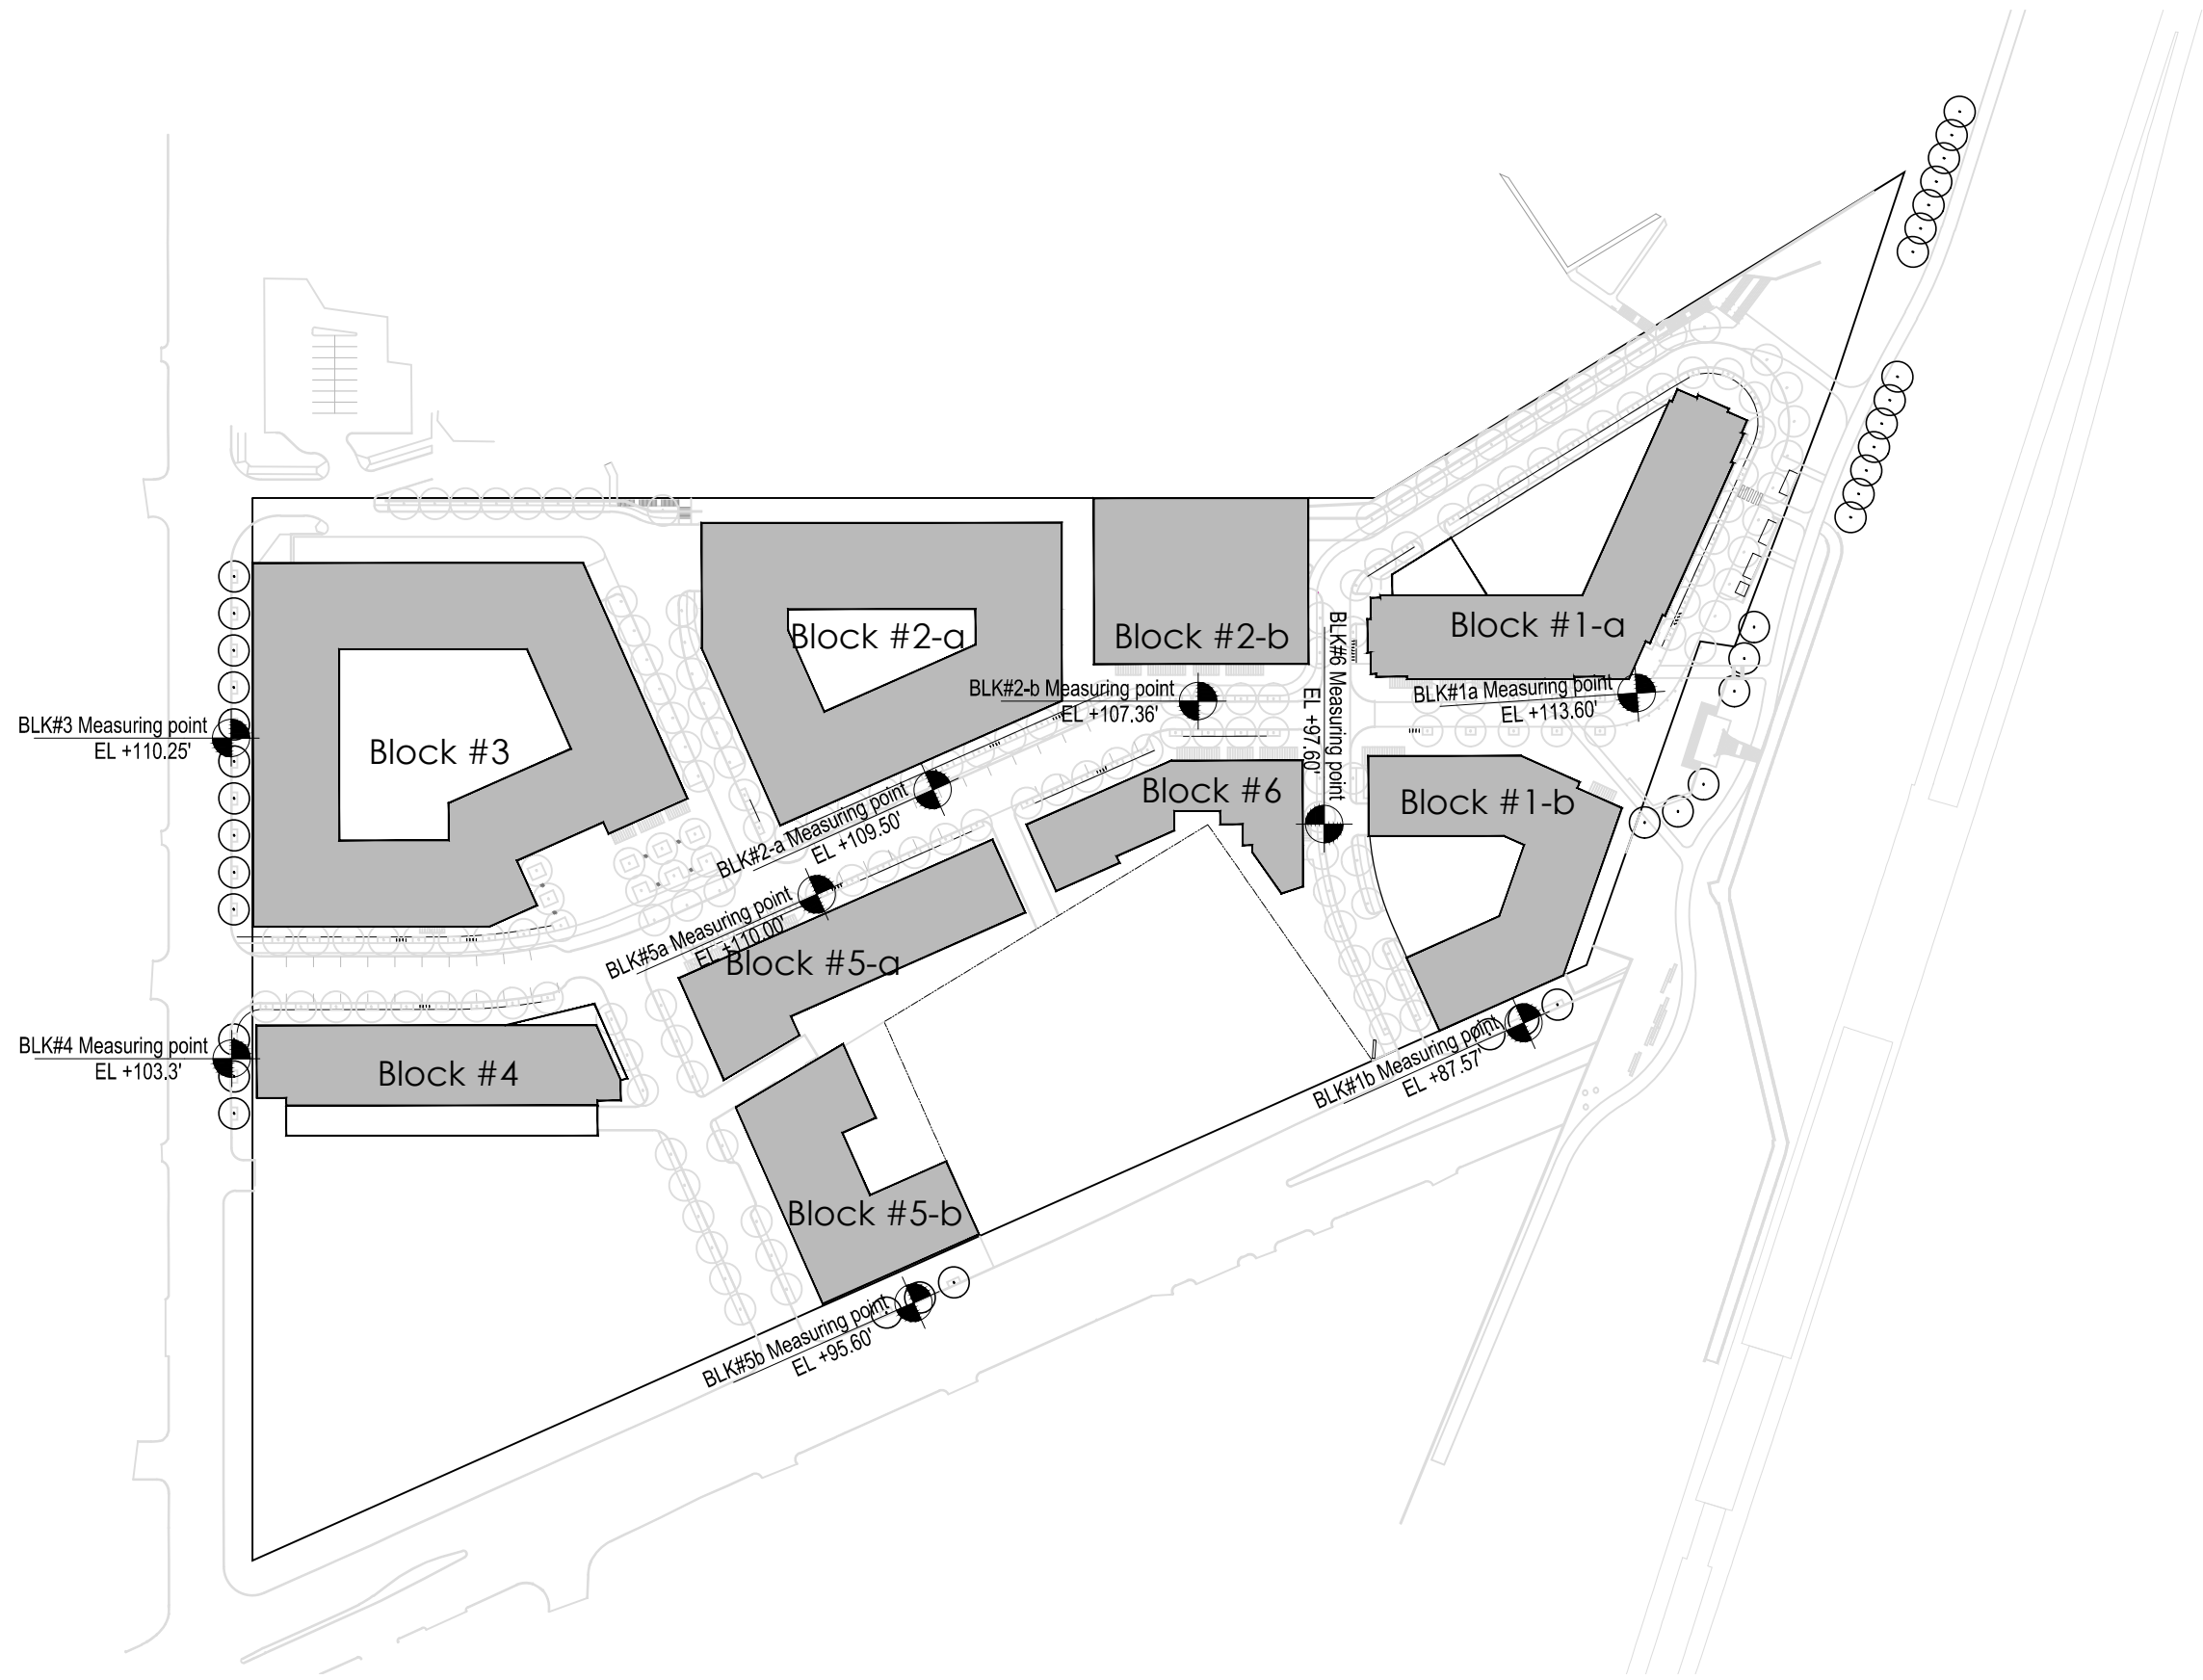 Block #2-a
Block #2-b
Block #1-a
BLK#6 Measuring point
EL +97.60'
BLK#2-b Measuring point
EL +107.36'
BLK#1a Measuring point
EL +113.60'
BLK#3 Measuring point
EL +110.25'
Block #3
Block #6
Block #1-b
BLK#2-a Measuring point
EL +109.50'
BLK#5a Measuring point
EL +110.00'
Block #5-a
BLK#4 Measuring point
EL +103.3'
Block #4
BLK#1b Measuring point
EL +87.57'
Block #5-b
BLK#5b Measuring point
EL +95.60'